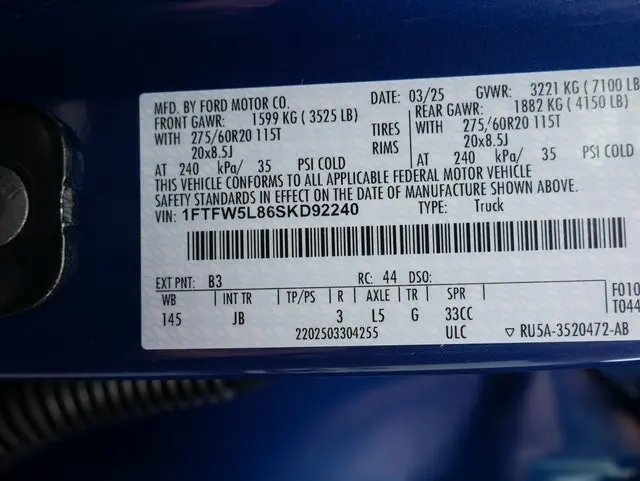 MFD. BY FORD MOTOR CO. DATE: 03/25 GVWR: 3221 KG ( 7100 LB
FRONT GAWR: 1599 KG ( 3525 LB) REAR GAWR: 1882 KG ( 4150 LB)
WITH 275/60R20 115T TIRES WITH 275/60R20 115T
20x8.5J RIMS 20x8.5J
AT 240 kPa/ 35 PSI COLD AT 240 kPa/ 35 PSI COLD
THIS VEHICLE CONFORMS TO ALL APPLICABLE FEDERAL MOTOR VEHICLE
SAFETY STANDARDS IN EFFECT ON THE DATE OF MANUFACTURE SHOWN ABOVE.
VIN: 1FTFW5L86SKD92240 TYPE: Truck
EXT PNT: B3 RC: 44 DSO:
WB INT TR TP/PS R AXLE TR SPR F010
145 JB 3 L5 G 33CC T044
2202503304255 ULC ▽ RU5A-3520472-AB